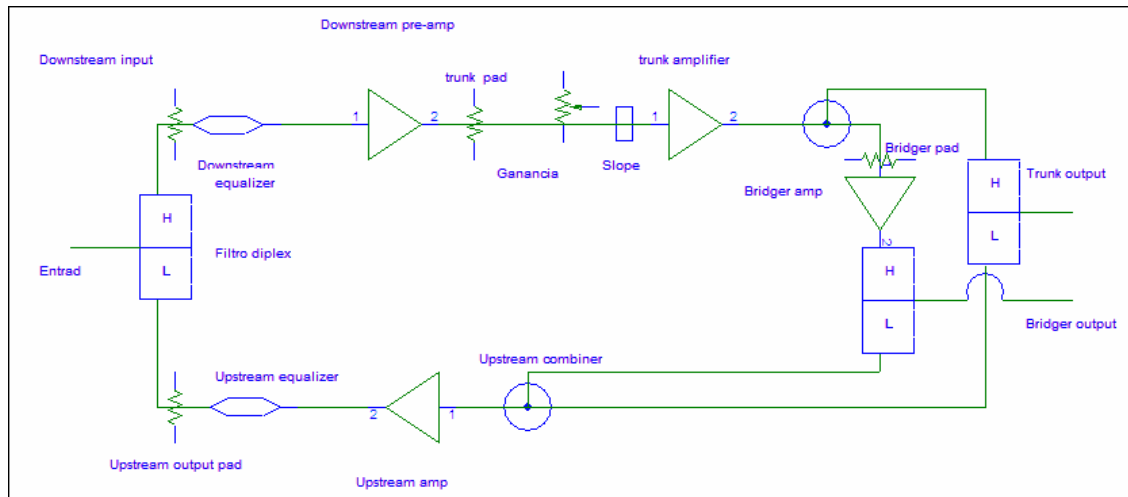 Downstream pre-amp
Downstream input
trunk pad
trunk amplifier
1
2
1
2
Downstream
equalizer
Ganancia
Slope
Bridger pad
Bridger amp
Trunk output
H
L
H
L
Filtro diplex
Entrad
2
H
L
Bridger output
Upstream combiner
Upstream equalizer
2
1
Upstream output pad
Upstream amp